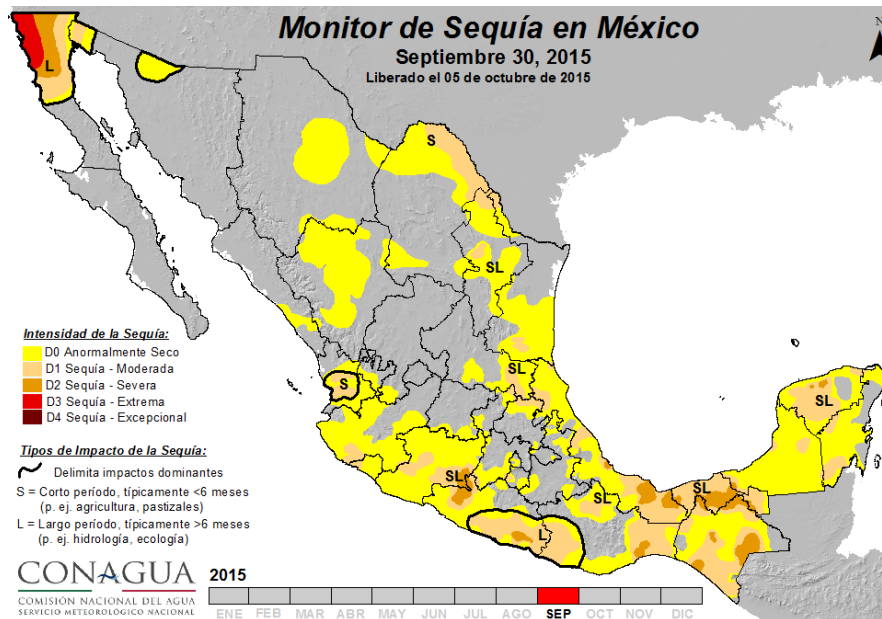 Monitor de Sequía en México
Septiembre 30, 2015
Liberado el 05 de octubre de 2015
N
L
S
SL
S
SL
SL
SL
SL
SL
L
Intensidad de la Sequía:
D0 Anormalmente Seco
D1 Sequía - Moderada
D2 Sequía - Severa
D3 Sequía - Extrema
D4 Sequía - Excepcional
Tipos de Impacto de la Sequía:
Delimita impactos dominantes
S = Corto período, típicamente <6 meses
(p. ej. agricultura, pastizales)
L = Largo período, típicamente >6 meses
(p. ej. hidrología, ecología)
CONAGUA
COMISIÓN NACIONAL DEL AGUA
SERVICIO METEOROLÓGICO NACIONAL
2015
ENE FEB MAR ABR MAY JUN JUL AGO SEP OCT NOV DIC